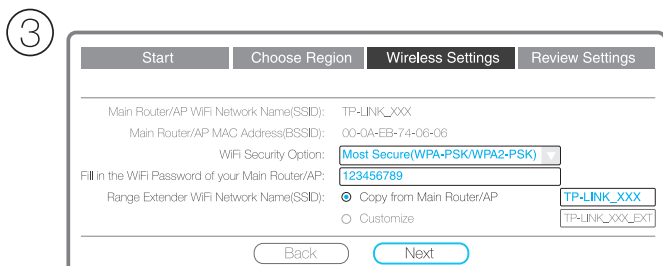 3
Start Choose Region Wireless Settings Review Settings
Main Router/AP WiFi Network Name(SSID): TP-LINK_XXX
Main Router/AP MAC Address(BSSID): 00-0A-EB-74-06-06
WiFi Security Option: Most Secure(WPA-PSK/WPA2-PSK)
Fill in the WiFi Password of your Main Router/AP: 123456789
Range Extender WiFi Network Name(SSID): Copy from Main Router/AP TP-LINK_XXX
Customize TP-LINK_XXX_EXT
Back Next